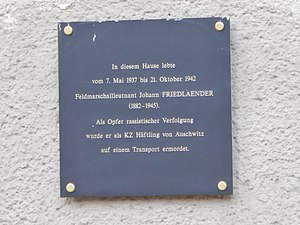 In diesem Hause lebte
vom 7. Mai 1937 bis 21. Oktober 1942
Feldmarschalleutnant Johann FRIEDLAENDER
(1882-1945).
Als Opfer rassistischer Verfolgung
wurde er als KZ Häftling von Auschwitz
auf einem Transport ermordet.